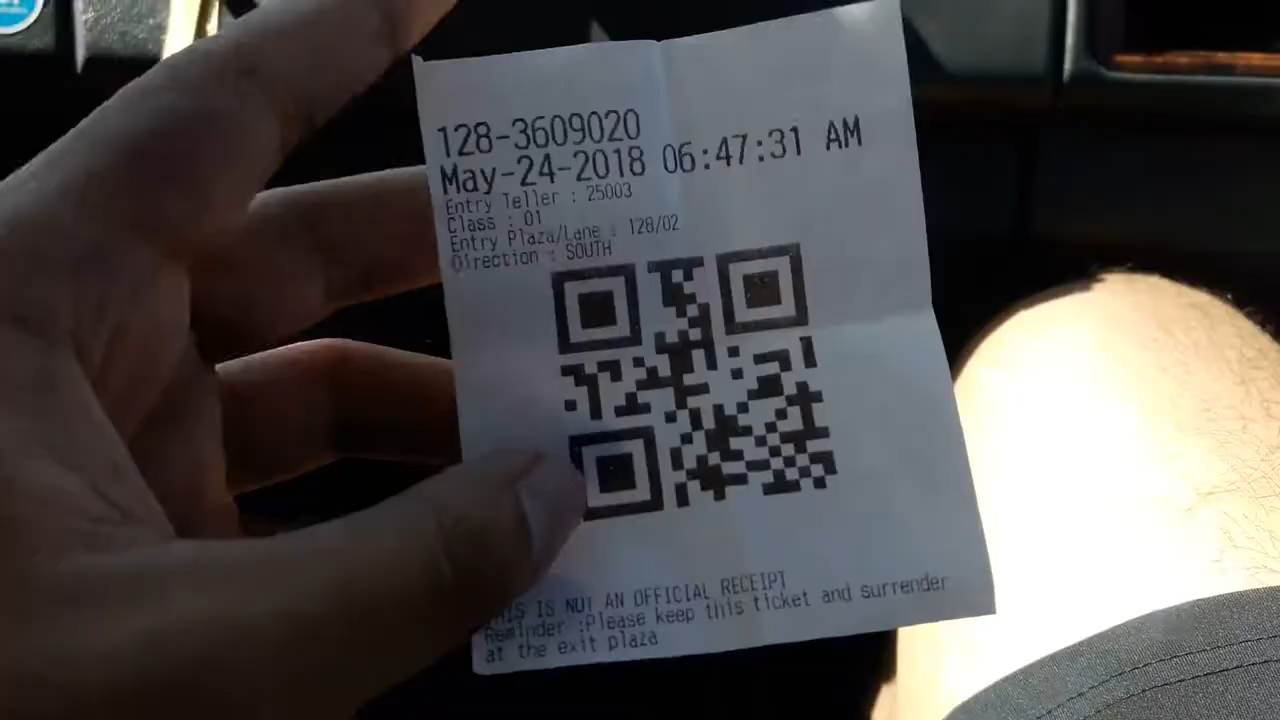 128-3609020
May-24-2018 06:47:31 AM
Entry Teller : 25003
Class : 01
Entry Plaza/Lane : 128/02
Direction : SOUTH
THIS IS NOT AN OFFICIAL RECEIPT
Reminder :Please keep this ticket and surrender
at the exit plaza